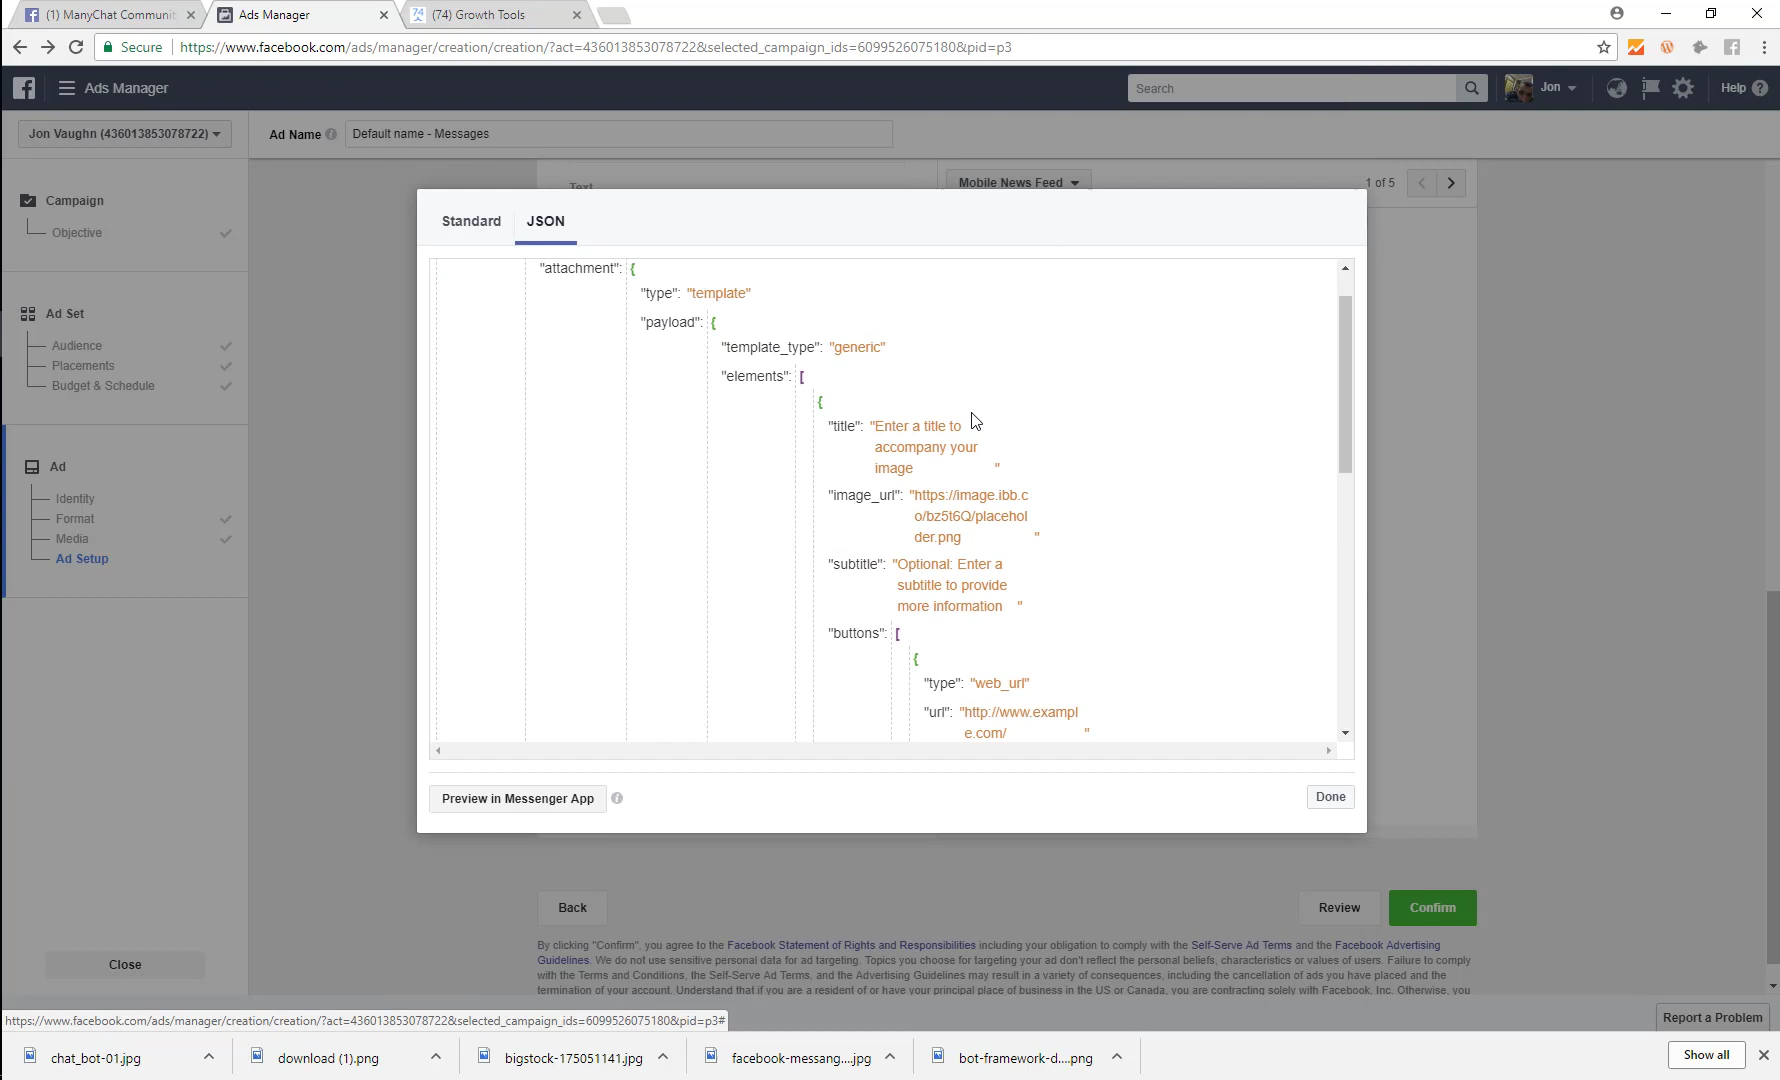 (1) ManyChat Communit
Ads Manager
(74) Growth Tools
Secure
https://www.facebook.com/ads/manager/creation/creation/?act=436013853078722&selected_campaign_ids=6099526075180&pid=p3
Ads Manager
Search
Jon
Help
Jon Vaughn (436013853078722)
Ad Name
Default name - Messages
Text
Mobile News Feed
1 of 5
Campaign
Objective
Ad Set
Audience
Placements
Budget & Schedule
Ad
Identity
Format
Media
Ad Setup
Close
Standard
JSON
"attachment": {
"type": "template"
"payload": {
"template_type": "generic"
"elements": [
{
"title": "Enter a title to
accompany your
image "
"image_url": "https://image.ibb.c
o/bz5t6Q/placehol
der.png "
"subtitle": "Optional: Enter a
subtitle to provide
more information "
"buttons": [
{
"type": "web_url"
"url": "http://www.exampl
e.com/ "
Preview in Messenger App
Done
Back
Review
Confirm
By clicking "Confirm", you agree to the Facebook Statement of Rights and Responsibilities including your obligation to comply with the Self-Serve Ad Terms and the Facebook Advertising
Guidelines. We do not use sensitive personal data for ad targeting. Topics you choose for targeting your ad don't reflect the personal beliefs, characteristics or values of users. Failure to comply
with the Terms and Conditions, the Self-Serve Ad Terms, and the Advertising Guidelines may result in a variety of consequences, including the cancellation of ads you have placed and the
termination of your account. Understand that if you are a resident of or have your principal place of business in the US or Canada, you are contracting solely with Facebook, Inc. Otherwise, you
https://www.facebook.com/ads/manager/creation/creation/?act=436013853078722&selected_campaign_ids=6099526075180&pid=p3#
Report a Problem
chat_bot-01.jpg
download (1).png
bigstock-175051141.jpg
facebook-messang....jpg
bot-framework-d....png
Show all